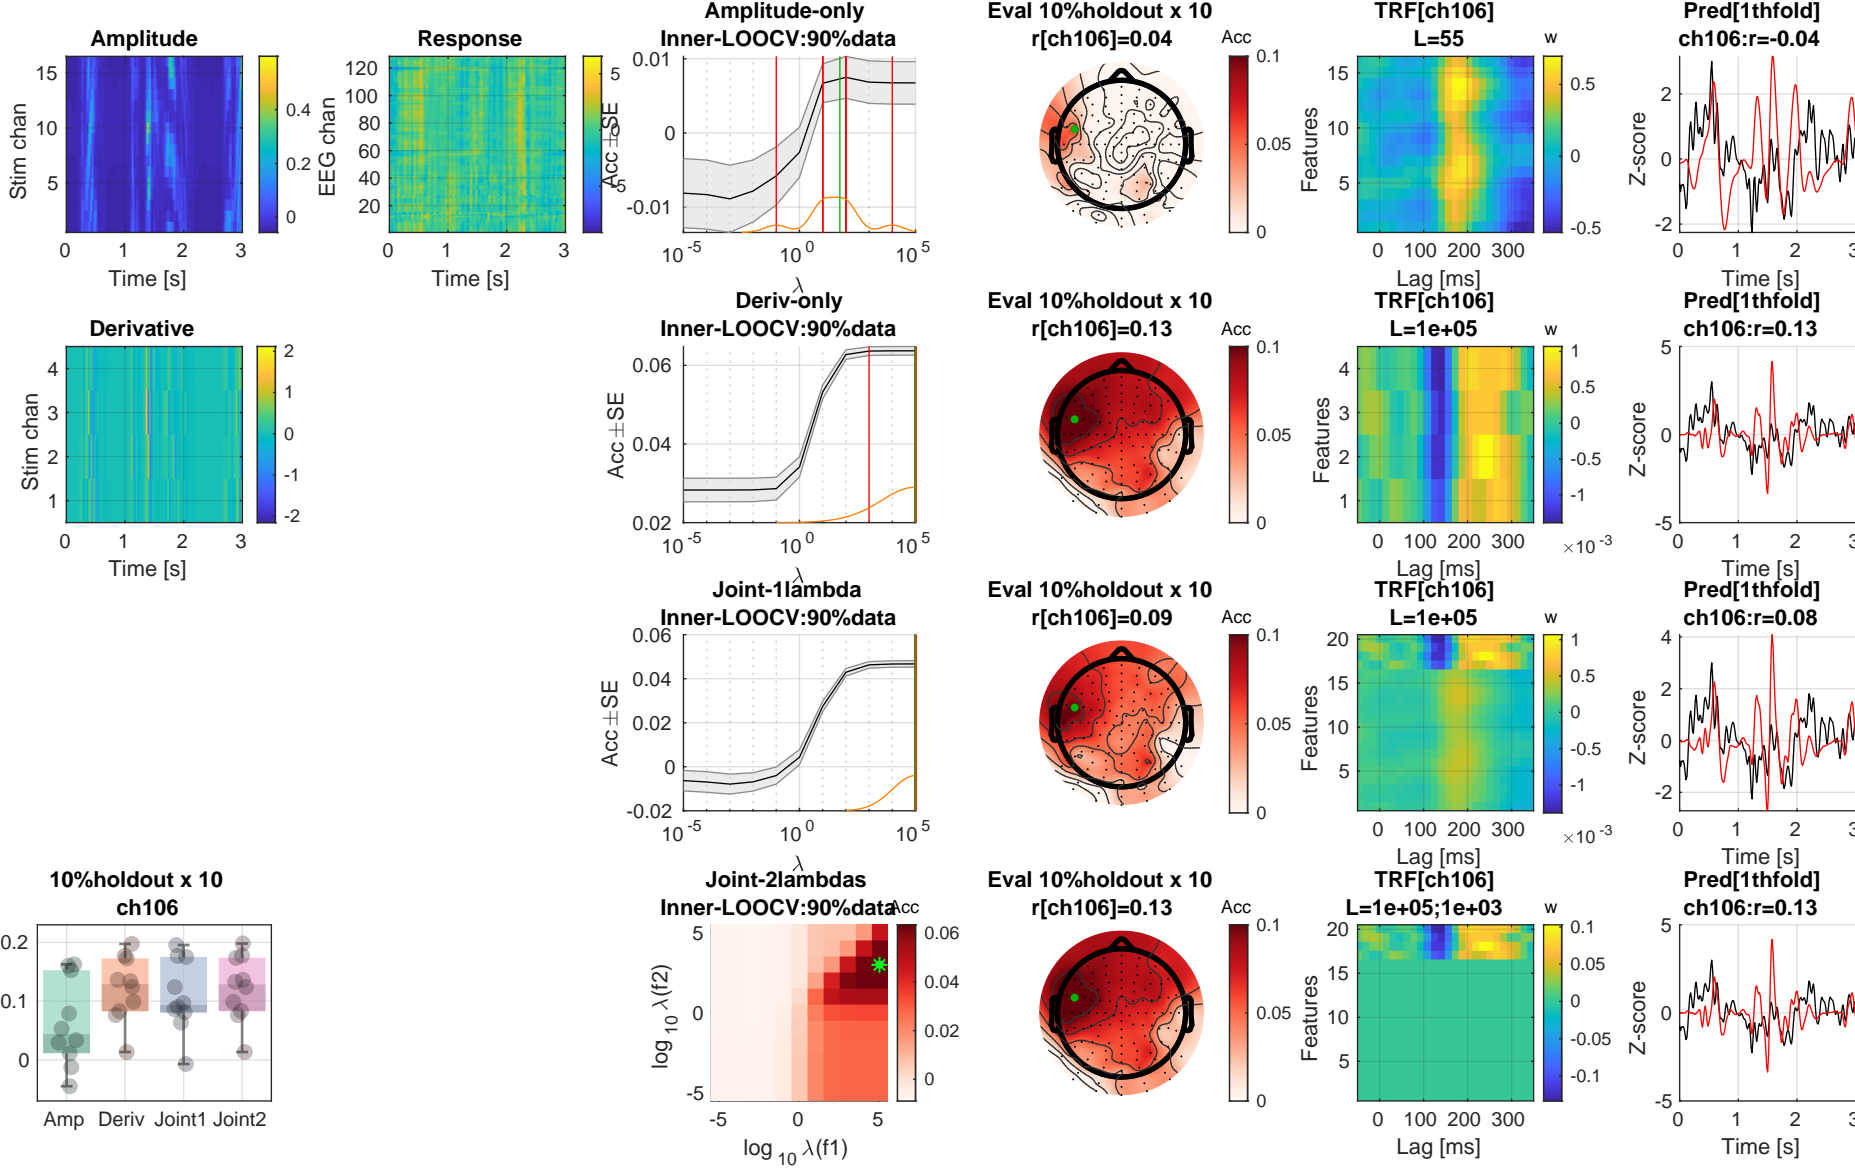 Amplitude
Stim chan
15
10
5
0 1 2 3
Time [s]
0.4
0.2
0
Response
EEG chan
120
100
80
60
40
20
0 1 2 3
Time [s]
5
0
-5
Amplitude-only
Inner-LOOCV:90%data
Acc ±SE
0.01
0
-0.01
10^-5 10^0 10^5
λ
Eval 10%holdout x 10
r[ch106]=0.04
Acc
0.1
0.05
0
TRF[ch106]
L=55
w
Features
15
10
5
0 100 200 300
Lag [ms]
0.5
0
-0.5
Pred[1thfold]
ch106:r=-0.04
Z-score
2
0
-2
0 1 2 3
Time [s]
Derivative
Stim chan
4
3
2
1
0 1 2 3
Time [s]
2
1
0
-1
-2
Deriv-only
Inner-LOOCV:90%data
Acc ±SE
0.06
0.04
0.02
10^-5 10^0 10^5
λ
Eval 10%holdout x 10
r[ch106]=0.13
Acc
0.1
0.05
0
TRF[ch106]
L=1e+05
w
Features
4
3
2
1
0 100 200 300
Lag [ms]
1
0.5
0
-0.5
-1
×10^-3
Pred[1thfold]
ch106:r=0.13
Z-score
5
0
-5
0 1 2 3
Time [s]
Joint-1lambda
Inner-LOOCV:90%data
Acc ±SE
0.06
0.04
0.02
0
-0.02
10^-5 10^0 10^5
λ
Eval 10%holdout x 10
r[ch106]=0.09
Acc
0.1
0.05
0
TRF[ch106]
L=1e+05
w
Features
20
15
10
5
0 100 200 300
Lag [ms]
1
0.5
0
-0.5
-1
×10^-3
Pred[1thfold]
ch106:r=0.08
Z-score
4
2
0
-2
0 1 2 3
Time [s]
10%holdout x 10
ch106
0.2
0.1
0
Amp Deriv Joint1 Joint2
Joint-2lambdas
Inner-LOOCV:90%data
Acc
log10 λ(f2)
5
0
-5
-5 0 5
log10 λ(f1)
0.06
0.04
0.02
0
Eval 10%holdout x 10
r[ch106]=0.13
Acc
0.1
0.05
0
TRF[ch106]
L=1e+05;1e+03
w
Features
20
15
10
5
0 100 200 300
Lag [ms]
0.1
0.05
0
-0.05
-0.1
Pred[1thfold]
ch106:r=0.13
Z-score
5
0
-5
0 1 2 3
Time [s]